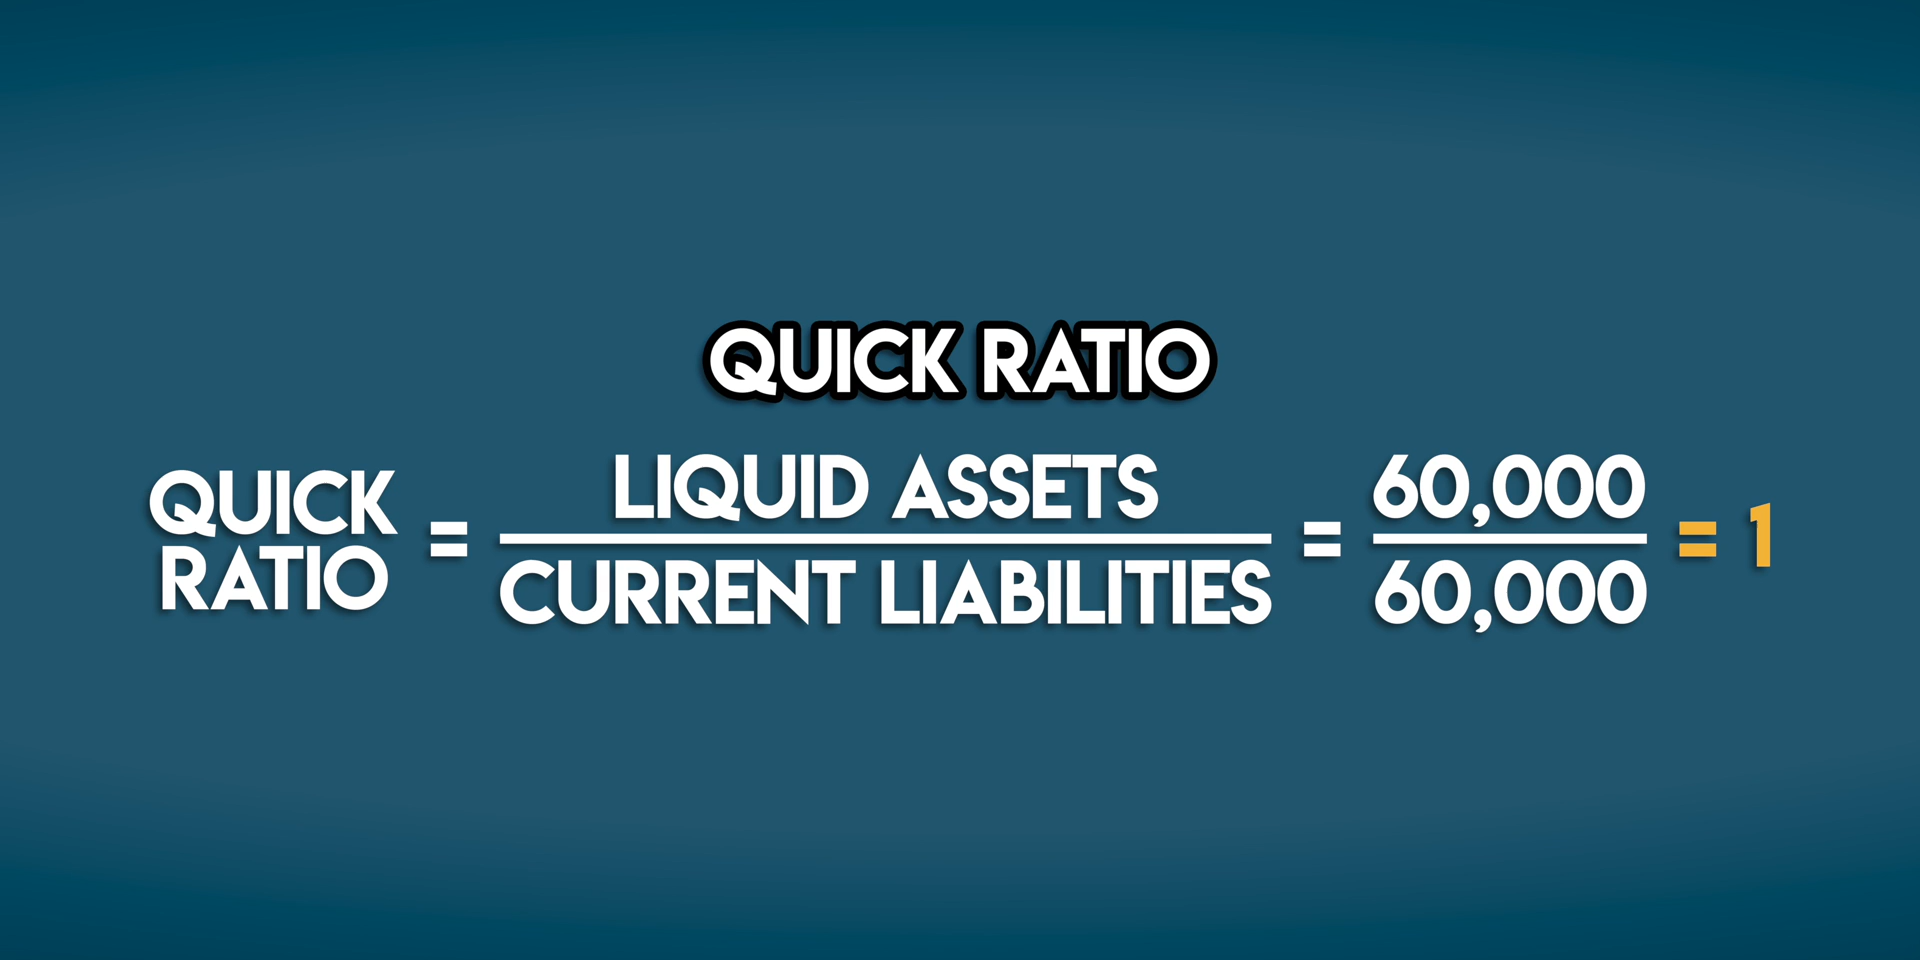 QUICK RATIO
QUICK
RATIO
=
LIQUID ASSETS
CURRENT LIABILITIES
=
60,000
60,000
= 1